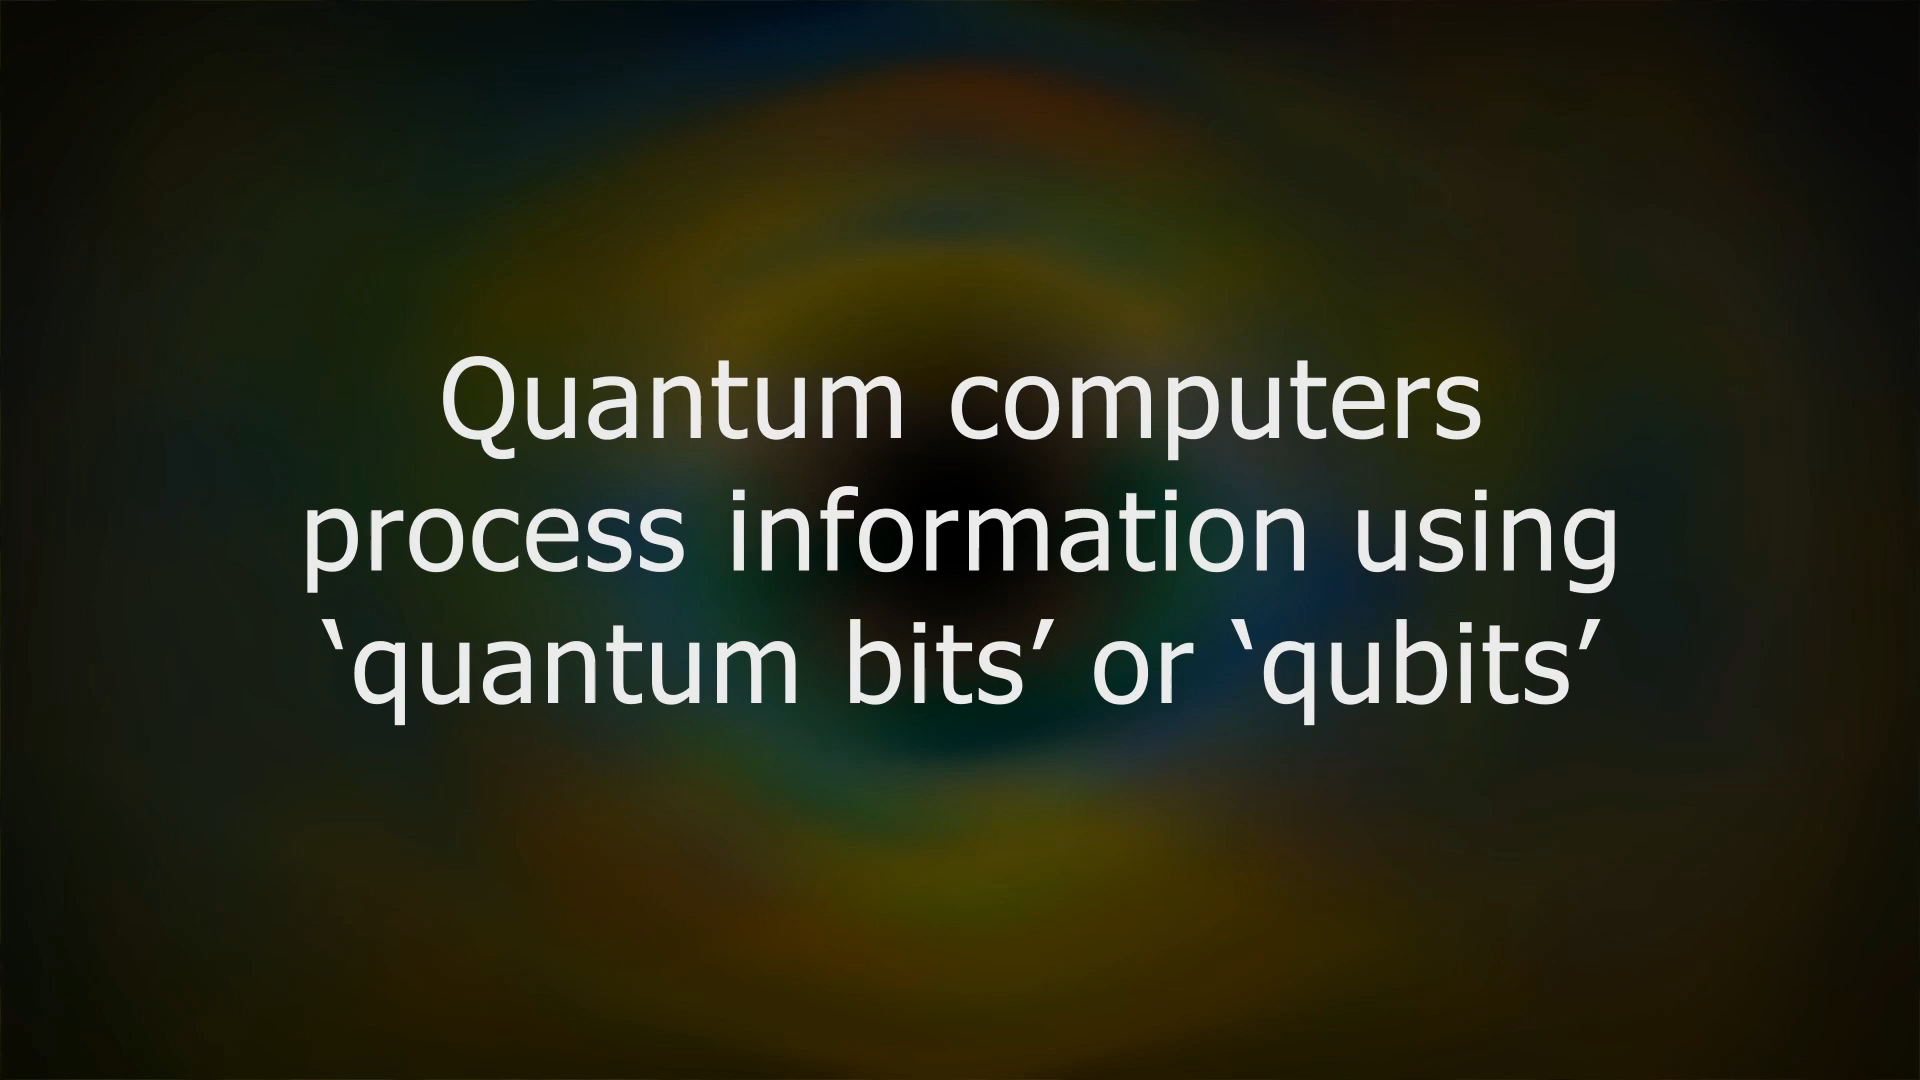 Quantum computers
process information using
‘quantum bits’ or ‘qubits’